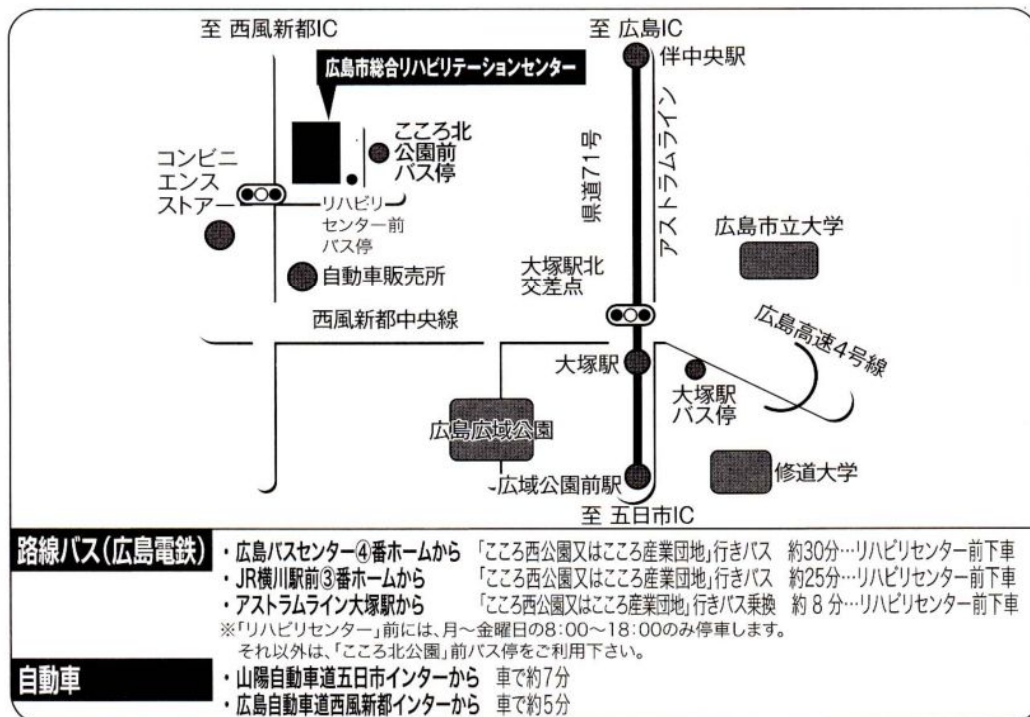 至 西風新都IC
至 広島IC
伴中央駅
広島市総合リハビリテーションセンター
こころ北
公園前
バス停
コンビニ
エンス
ストアー
リハビリ
センター前
バス停
自動車販売所
県道71号
アストラムライン
広島市立大学
大塚駅北
交差点
西風新都中央線
広島高速4号線
大塚駅
大塚駅
バス停
広島広域公園
広域公園前駅
修道大学
至 五日市IC
路線バス(広島電鉄)
・広島バスセンター④番ホームから 「こころ西公園又はこころ産業団地」行きバス 約30分…リハビリセンター前下車
・JR横川駅前③番ホームから 「こころ西公園又はこころ産業団地」行きバス 約25分…リハビリセンター前下車
・アストラムライン大塚駅から 「こころ西公園又はこころ産業団地」行きバス乗換 約 8 分…リハビリセンター前下車
※「リハビリセンター」前には、月～金曜日の8:00～18:00のみ停車します。
それ以外は、「こころ北公園」前バス停をご利用下さい。
自動車
・山陽自動車道五日市インターから 車で約7分
・広島自動車道西風新都インターから 車で約5分